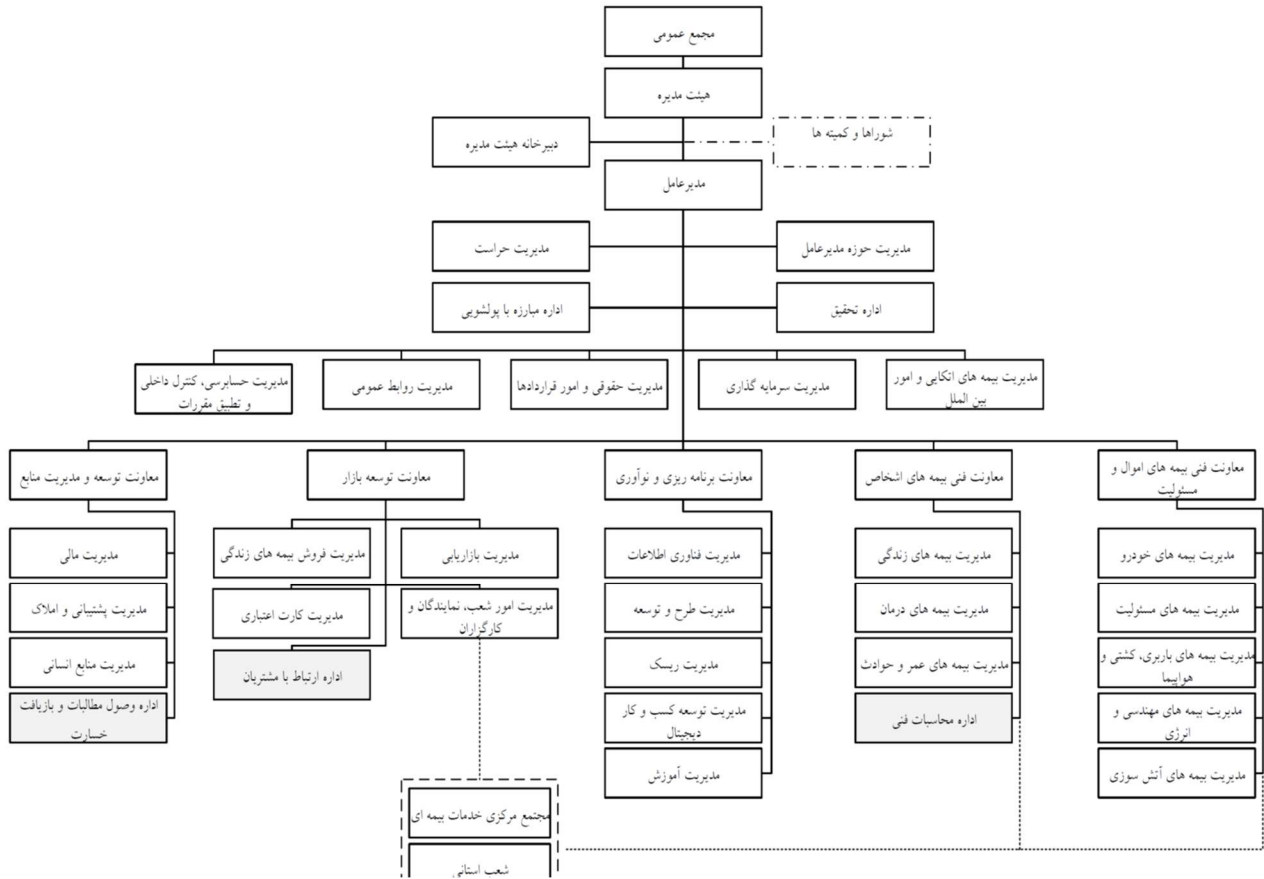 مجمع عمومی
هیئت مدیره
شوراها و کمیته ها
دبیرخانه هیئت مدیره
مدیرعامل
مدیریت حوزه مدیرعامل
مدیریت حراست
اداره تحقیق
اداره مبارزه با پولشویی
مدیریت بیمه های اتکایی و امور
بین الملل
مدیریت سرمایه گذاری
مدیریت حقوقی و امور قراردادها
مدیریت روابط عمومی
مدیریت حسابرسی، کنترل داخلی
و تطبیق مقررات
معاونت فنی بیمه های اموال و
مسئولیت
معاونت فنی بیمه های اشخاص
معاونت برنامه ریزی و نوآوری
معاونت توسعه بازار
معاونت توسعه و مدیریت منابع
مدیریت بیمه های خودرو
مدیریت بیمه های مسئولیت
مدیریت بیمه های باربری، کشتی و
هواپیما
مدیریت بیمه های مهندسی و
انرژی
مدیریت بیمه های آتش سوزی
مدیریت بیمه های زندگی
مدیریت بیمه های درمان
مدیریت بیمه های عمر و حوادث
اداره محاسبات فنی
مدیریت فناوری اطلاعات
مدیریت طرح و توسعه
مدیریت ریسک
مدیریت توسعه کسب و کار
دیجیتال
مدیریت آموزش
مدیریت بازاریابی
مدیریت فروش بیمه های زندگی
مدیریت امور شعب، نمایندگان و
کارگزاران
مدیریت کارت اعتباری
اداره ارتباط با مشتریان
مدیریت مالی
مدیریت پشتیبانی و املاک
مدیریت منابع انسانی
اداره وصول مطالبات و بازیافت
خسارت
مجتمع مرکزی خدمات بیمه ای
شعب استانی